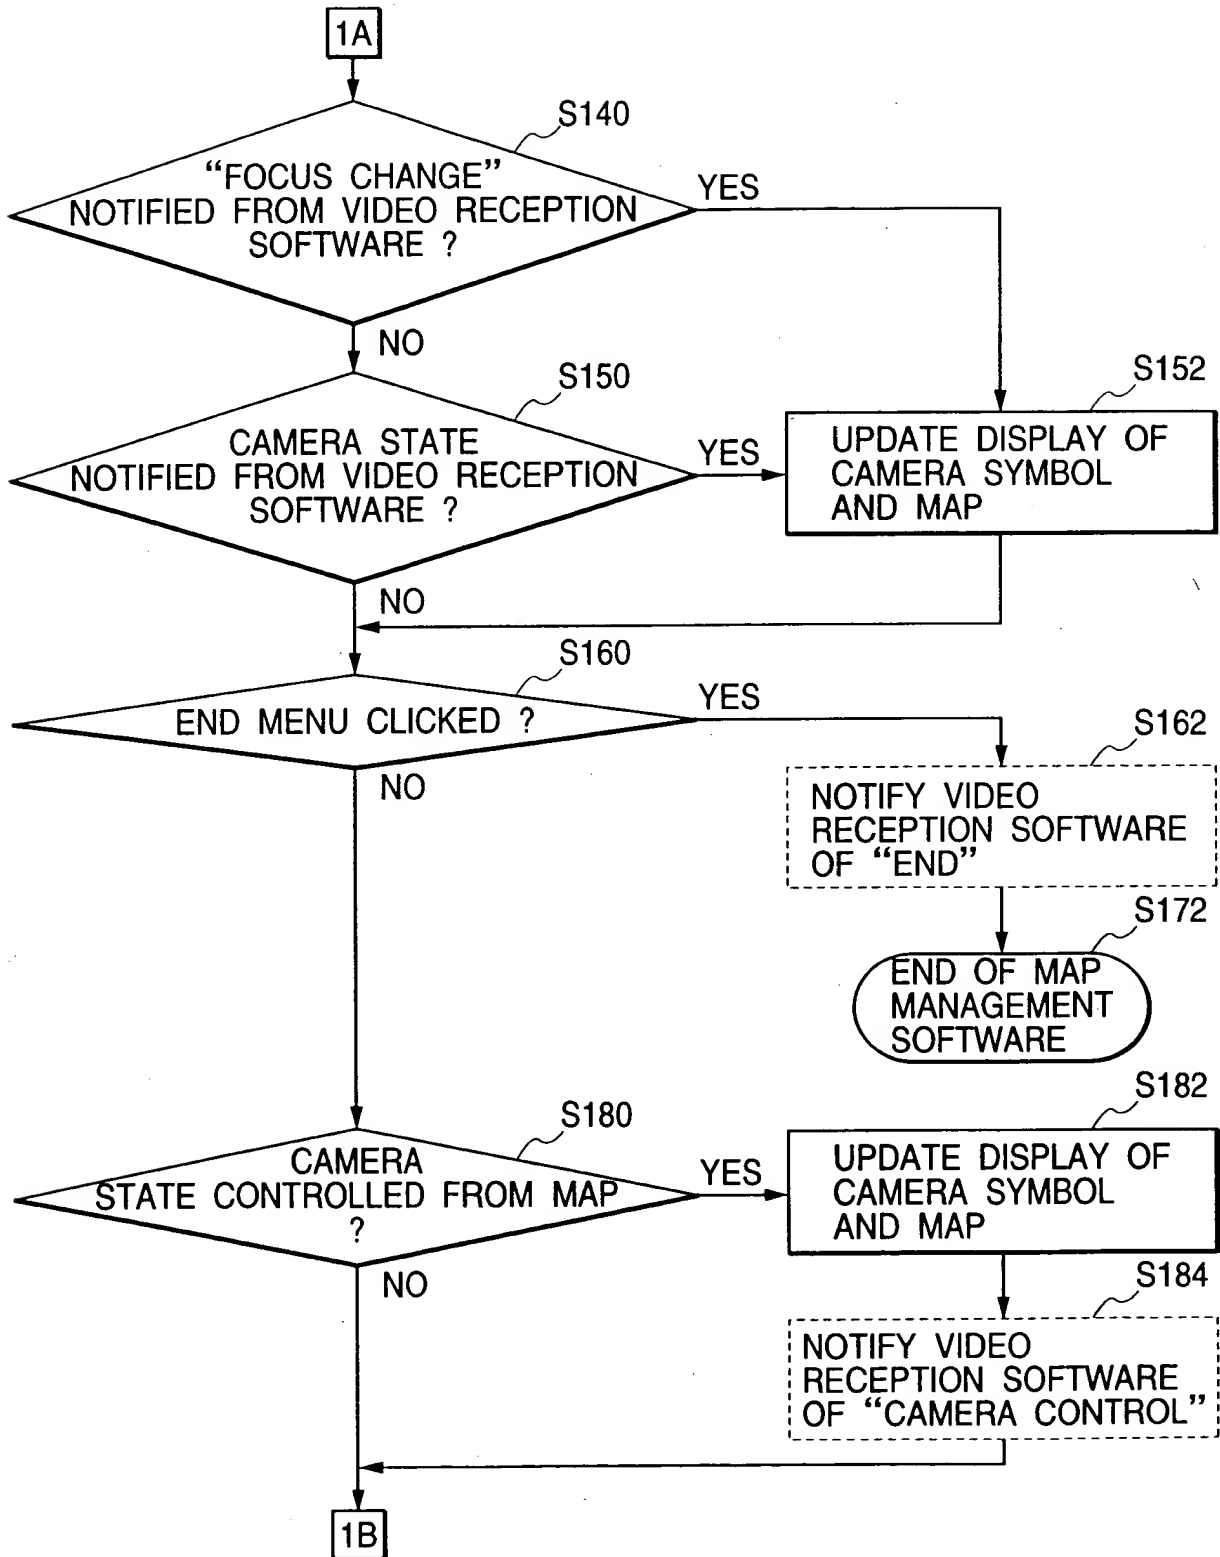 1A
S140
“FOCUS CHANGE”
NOTIFIED FROM VIDEO RECEPTION
SOFTWARE ?
YES
NO
S150
CAMERA STATE
NOTIFIED FROM VIDEO RECEPTION
SOFTWARE ?
YES
NO
S152
UPDATE DISPLAY OF
CAMERA SYMBOL
AND MAP
S160
END MENU CLICKED ?
YES
NO
S162
NOTIFY VIDEO
RECEPTION SOFTWARE
OF “END”
S172
END OF MAP
MANAGEMENT
SOFTWARE
S180
CAMERA
STATE CONTROLLED FROM MAP
?
YES
NO
S182
UPDATE DISPLAY OF
CAMERA SYMBOL
AND MAP
S184
NOTIFY VIDEO
RECEPTION SOFTWARE
OF “CAMERA CONTROL”
1B